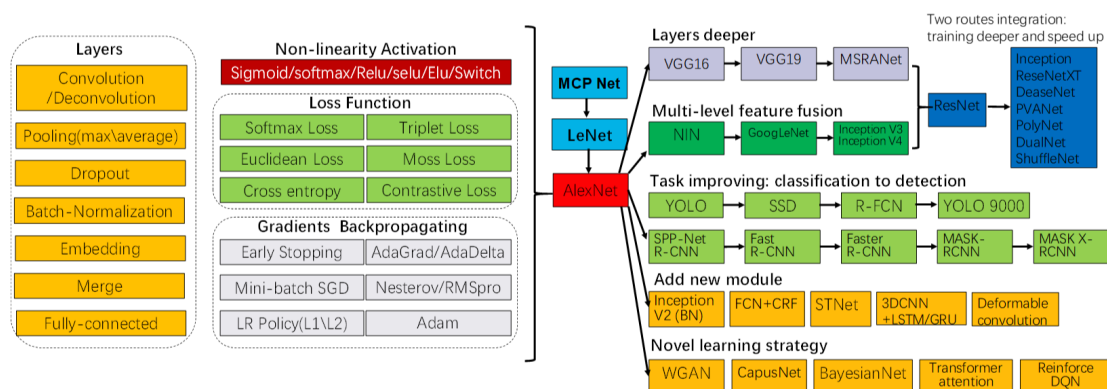 Layers
Convolution
/Deconvolution
Pooling(max\average)
Dropout
Batch-Normalization
Embedding
Merge
Fully-connected
Non-linearity Activation
Sigmoid/softmax/Relu/selu/Elu/Switch
Loss Function
Softmax Loss
Triplet Loss
Euclidean Loss
Moss Loss
Cross entropy
Contrastive Loss
Gradients Backpropagating
Early Stopping
AdaGrad/AdaDelta
Mini-batch SGD
Nesterov/RMSpro
LR Policy(L1\L2)
Adam
MCP Net
LeNet
AlexNet
Layers deeper
VGG16
VGG19
MSRANet
Multi-level feature fusion
NIN
GoogLeNet
Inception V3
inception V4
ResNet
Two routes integration:
training deeper and speed up
Inception
ReseNetXT
DeaseNet
PVANet
PolyNet
DualNet
ShuffleNet
Task improving: classification to detection
YOLO
SSD
R-FCN
YOLO 9000
SPP-Net
R-CNN
Fast
R-CNN
Faster
R-CNN
MASK-
RCNN
MASK X-
RCNN
Add new module
Inception
V2 (BN)
FCN+CRF
STNet
3DCNN
+LSTM/GRU
Deformable
convolution
Novel learning strategy
WGAN
CapusNet
BayesianNet
Transformer
attention
Reinforce
DQN